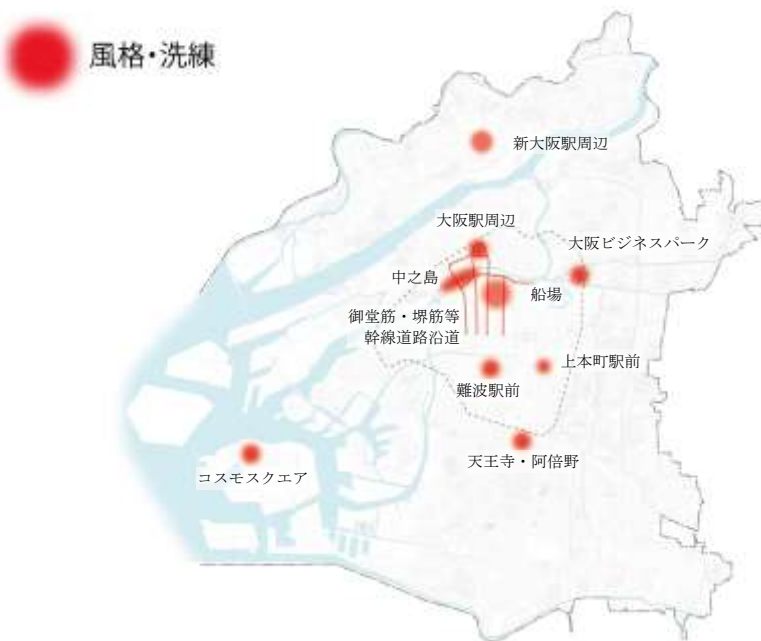 風格・洗練
新大阪駅周辺
大阪駅周辺
大阪ビジネスパーク
中之島
船場
御堂筋・堺筋等
幹線道路沿道
上本町駅前
難波駅前
天王寺・阿倍野
コスモスクエア